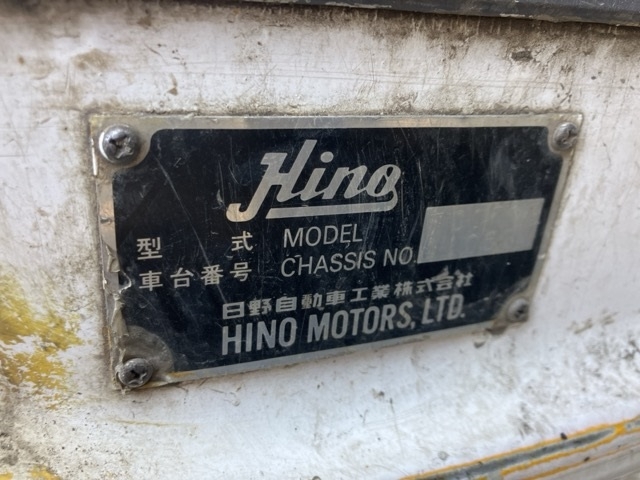 Hino
型 式 MODEL
車台番号 CHASSIS NO.
日野自動車工業株式会社
HINO MOTORS, LTD.